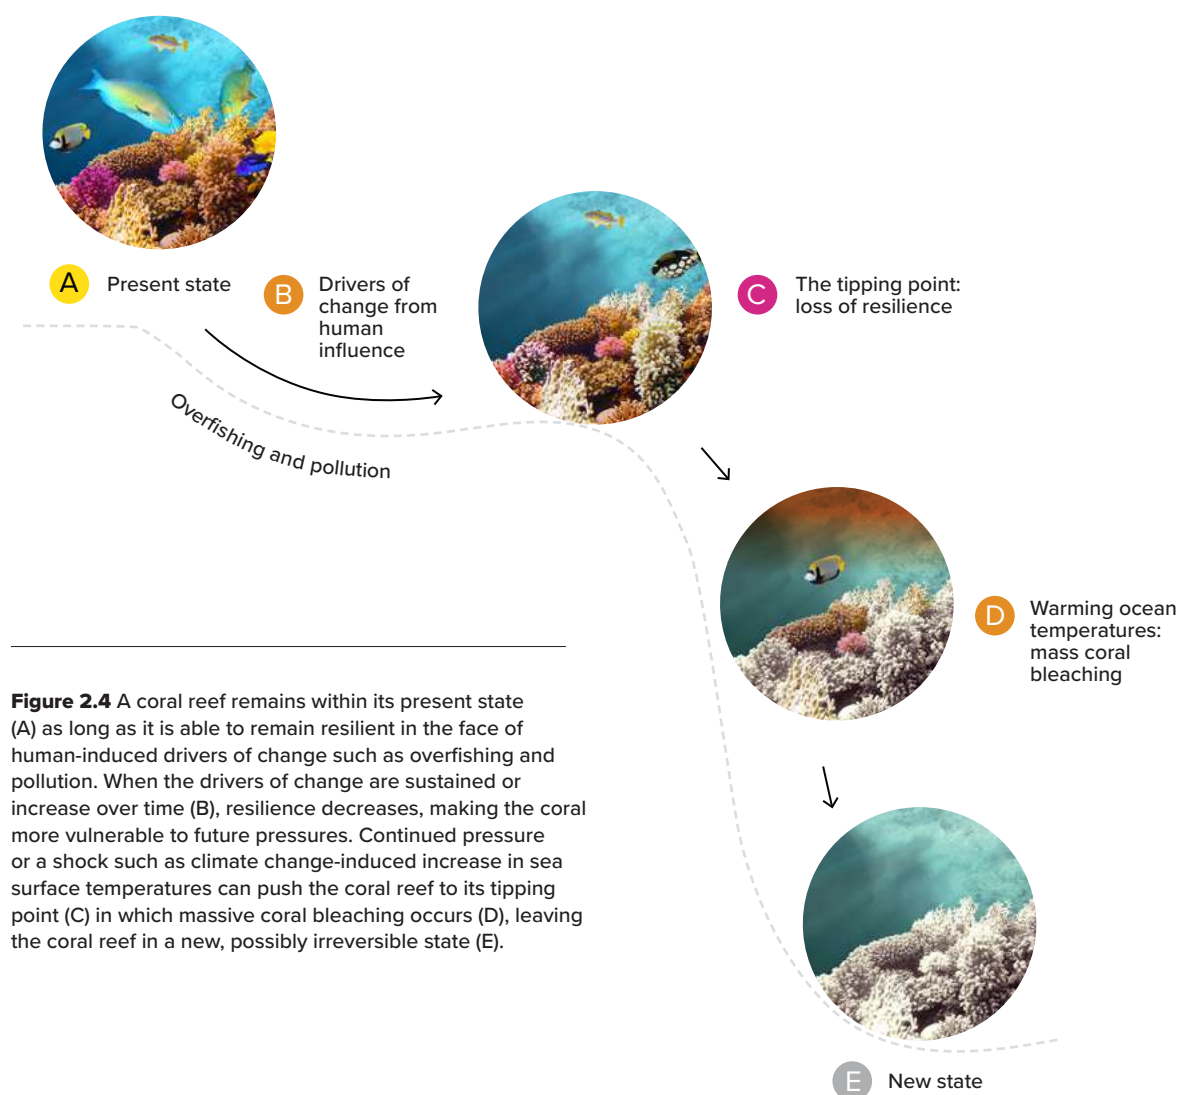 A
Present state
B
Drivers of
change from
human
influence
C
The tipping point:
loss of resilience
Overfishing and pollution
D
Warming ocean
temperatures:
mass coral
bleaching
Figure 2.4 A coral reef remains within its present state
(A) as long as it is able to remain resilient in the face of
human-induced drivers of change such as overfishing and
pollution. When the drivers of change are sustained or
increase over time (B), resilience decreases, making the coral
more vulnerable to future pressures. Continued pressure
or a shock such as climate change-induced increase in sea
surface temperatures can push the coral reef to its tipping
point (C) in which massive coral bleaching occurs (D), leaving
the coral reef in a new, possibly irreversible state (E).
E
New state